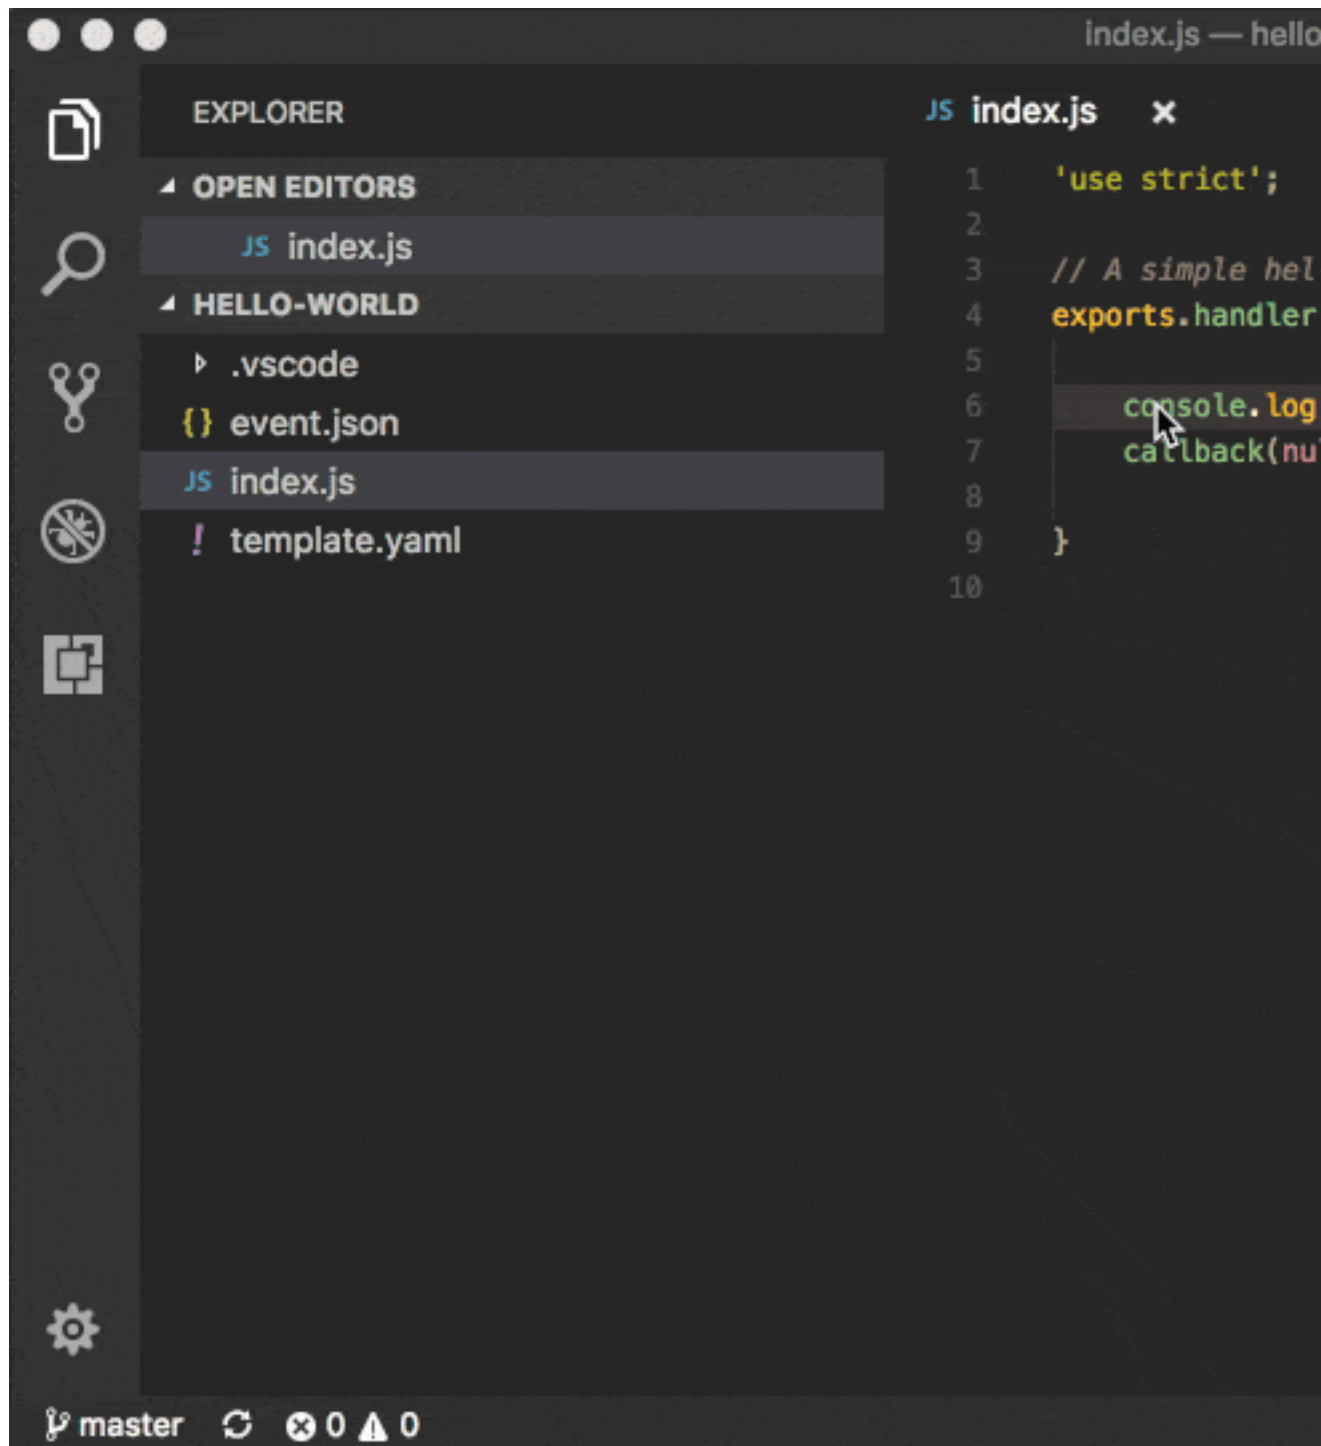 index.js — hello
EXPLORER
OPEN EDITORS
JS index.js
HELLO-WORLD
.vscode
{} event.json
JS index.js
! template.yaml
JS index.js ×
1 'use strict';
2
3 // A simple hel
4 exports.handler
5
6 console.log
7 callback(nul
8
9 }
10
master 0 0